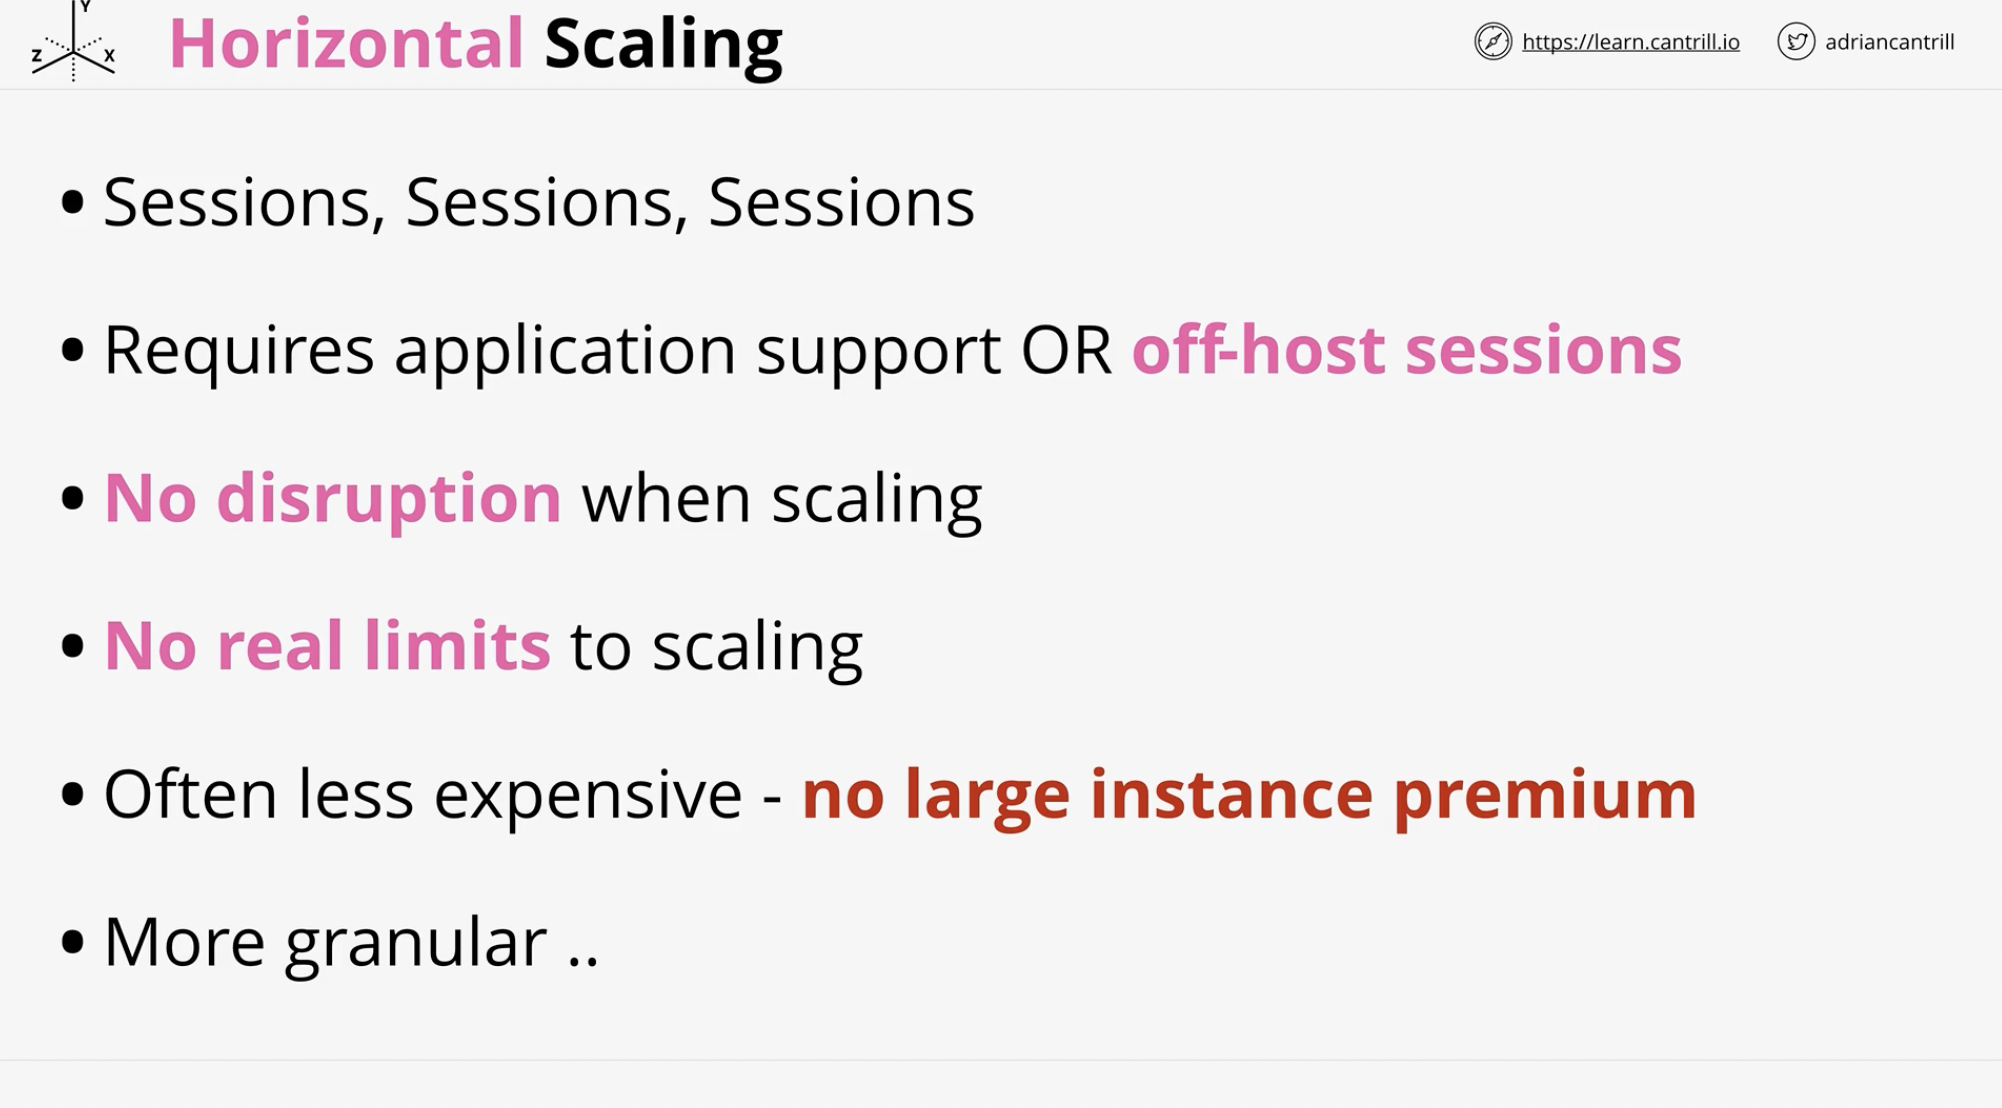 Y
Z X
Horizontal Scaling
https://learn.cantrill.io
adriancantrill
• Sessions, Sessions, Sessions
• Requires application support OR off-host sessions
• No disruption when scaling
• No real limits to scaling
• Often less expensive - no large instance premium
• More granular ..